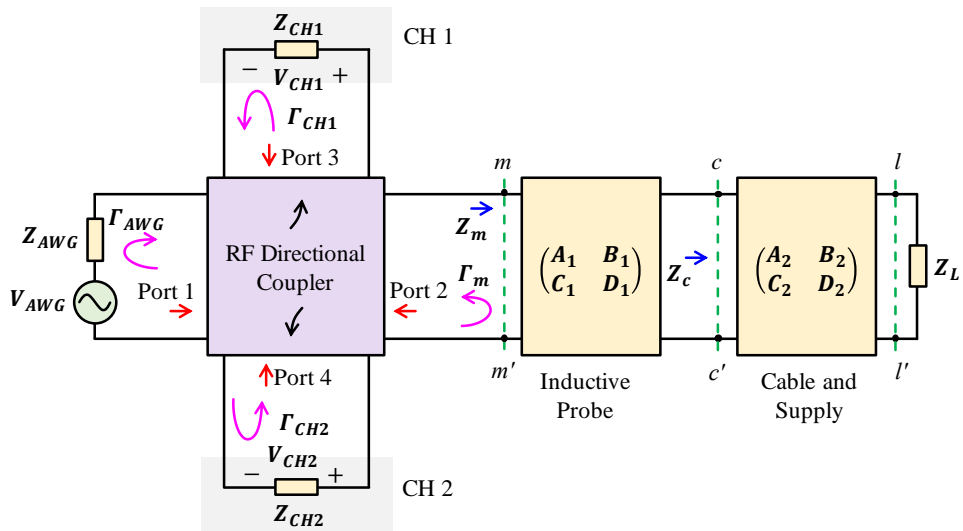 Z_CH1
CH 1
− V_CH1 +
Γ_CH1
Port 3
m
c
l
Γ_AWG
Z_AWG
V_AWG
Port 1
RF Directional
Coupler
Z_m
Γ_m
Port 2
(A_1 B_1
C_1 D_1)
Z_c
(A_2 B_2
C_2 D_2)
Z_L
m'
c'
l'
Port 4
Inductive
Probe
Cable and
Supply
Γ_CH2
V_CH2
− +
CH 2
Z_CH2